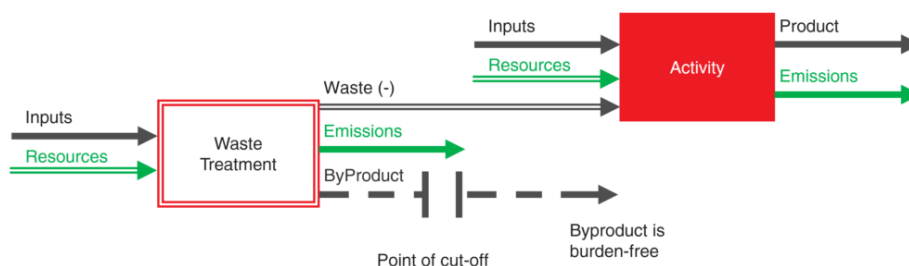 Inputs
Product
Resources
Activity
Emissions
Waste (-)
Inputs
Resources
Waste
Treatment
Emissions
ByProduct
Point of cut-off
Byproduct is
burden-free